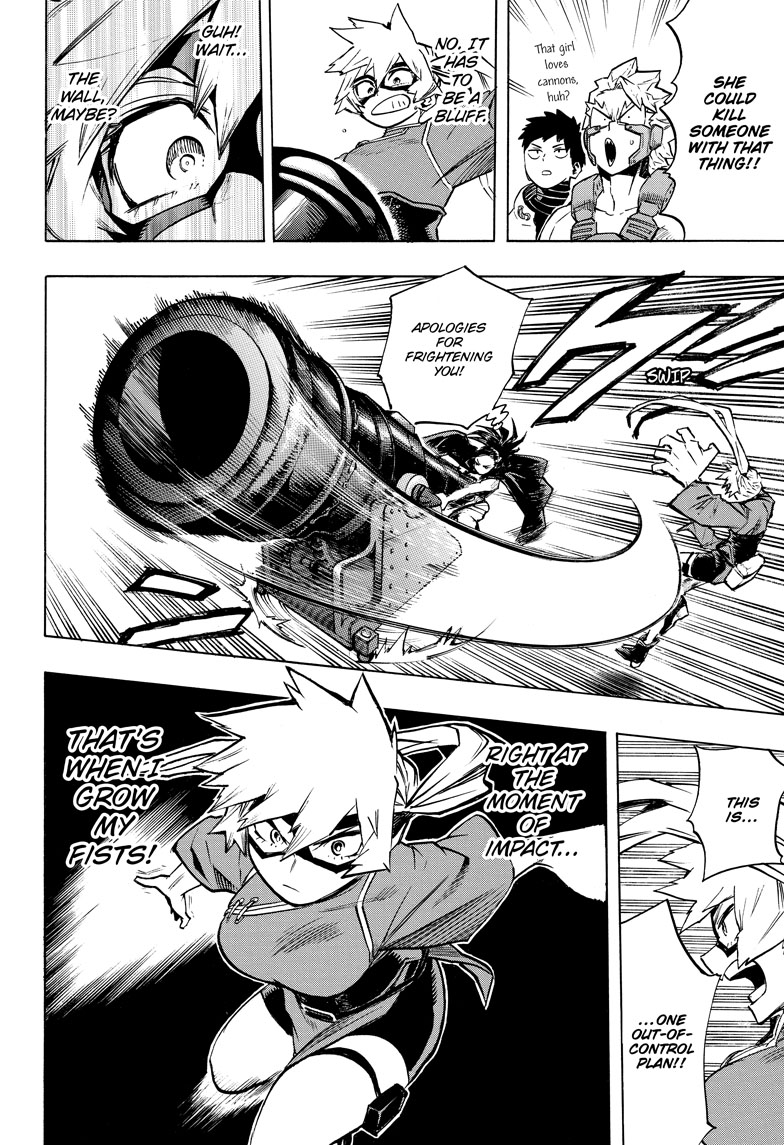 SHE
COULD
KILL
SOMEONE
WITH THAT
THING!!
That girl
loves
cannons,
huh?
NO. IT
HAS
TO
BE A
BLUFF.
GUH!
WAIT...
THE
WALL,
MAYBE?
APOLOGIES
FOR
FRIGHTENING
YOU!
SWIP
THIS
IS...
...ONE
OUT-OF-
CONTROL
PLAN!!
RIGHT AT
THE
MOMENT
OF
IMPACT...
THAT'S
WHEN I
GROW
MY
FISTS!